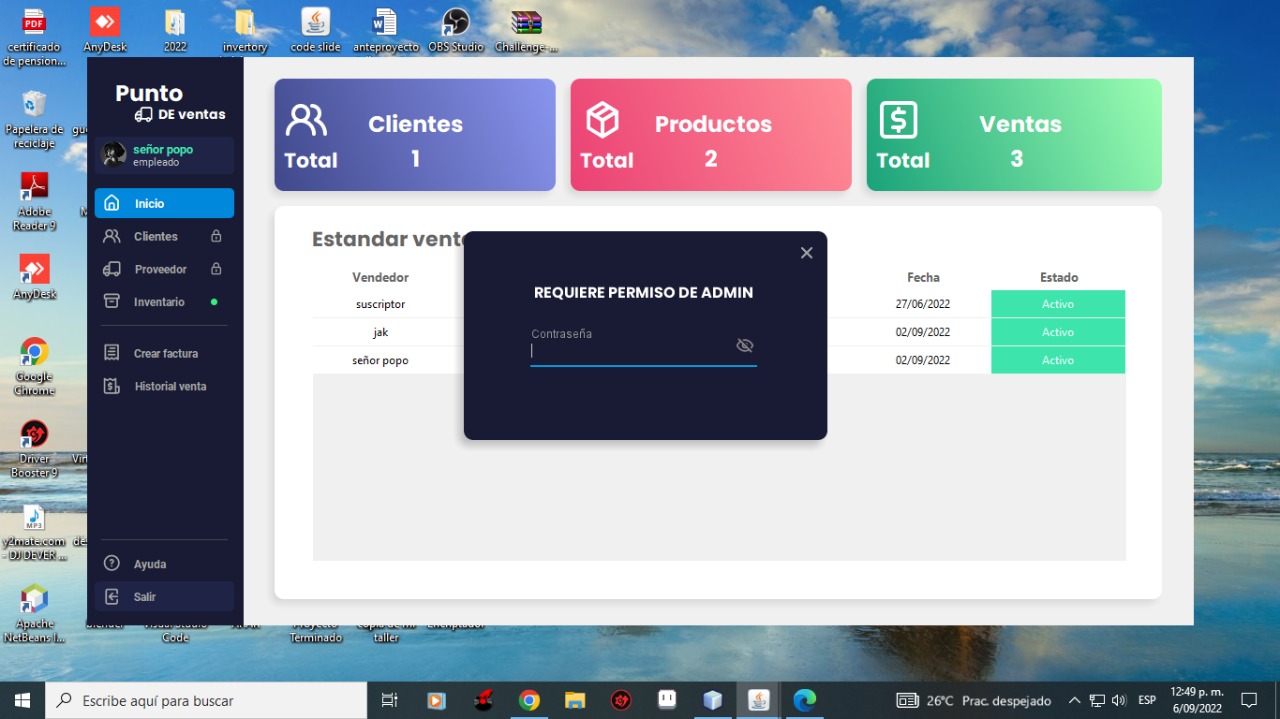 certificado de pension...
AnyDesk
2022
invertory
code slide
anteproyecto
OBS Studio
Challenge-...
Papelera de reciclaje
Adobe Reader 9
AnyDesk
Google Chrome
Driver Booster 9
y2mate.com - DJ DEVER ...
Apache NetBeans I...
Code
Proyecto Terminado
copia de mi taller
Punto
DE ventas
señor popo
empleado
Inicio
Clientes
Proveedor
Inventario
Crear factura
Historial venta
Ayuda
Salir
Clientes
Total 1
Productos
Total 2
Ventas
Total 3
Estandar vent
Vendedor Fecha Estado
suscriptor 27/06/2022 Activo
jak 02/09/2022 Activo
señor popo 02/09/2022 Activo
REQUIERE PERMISO DE ADMIN
Contraseña
Escribe aquí para buscar
26°C Prac. despejado
ESP
12:49 p. m.
6/09/2022